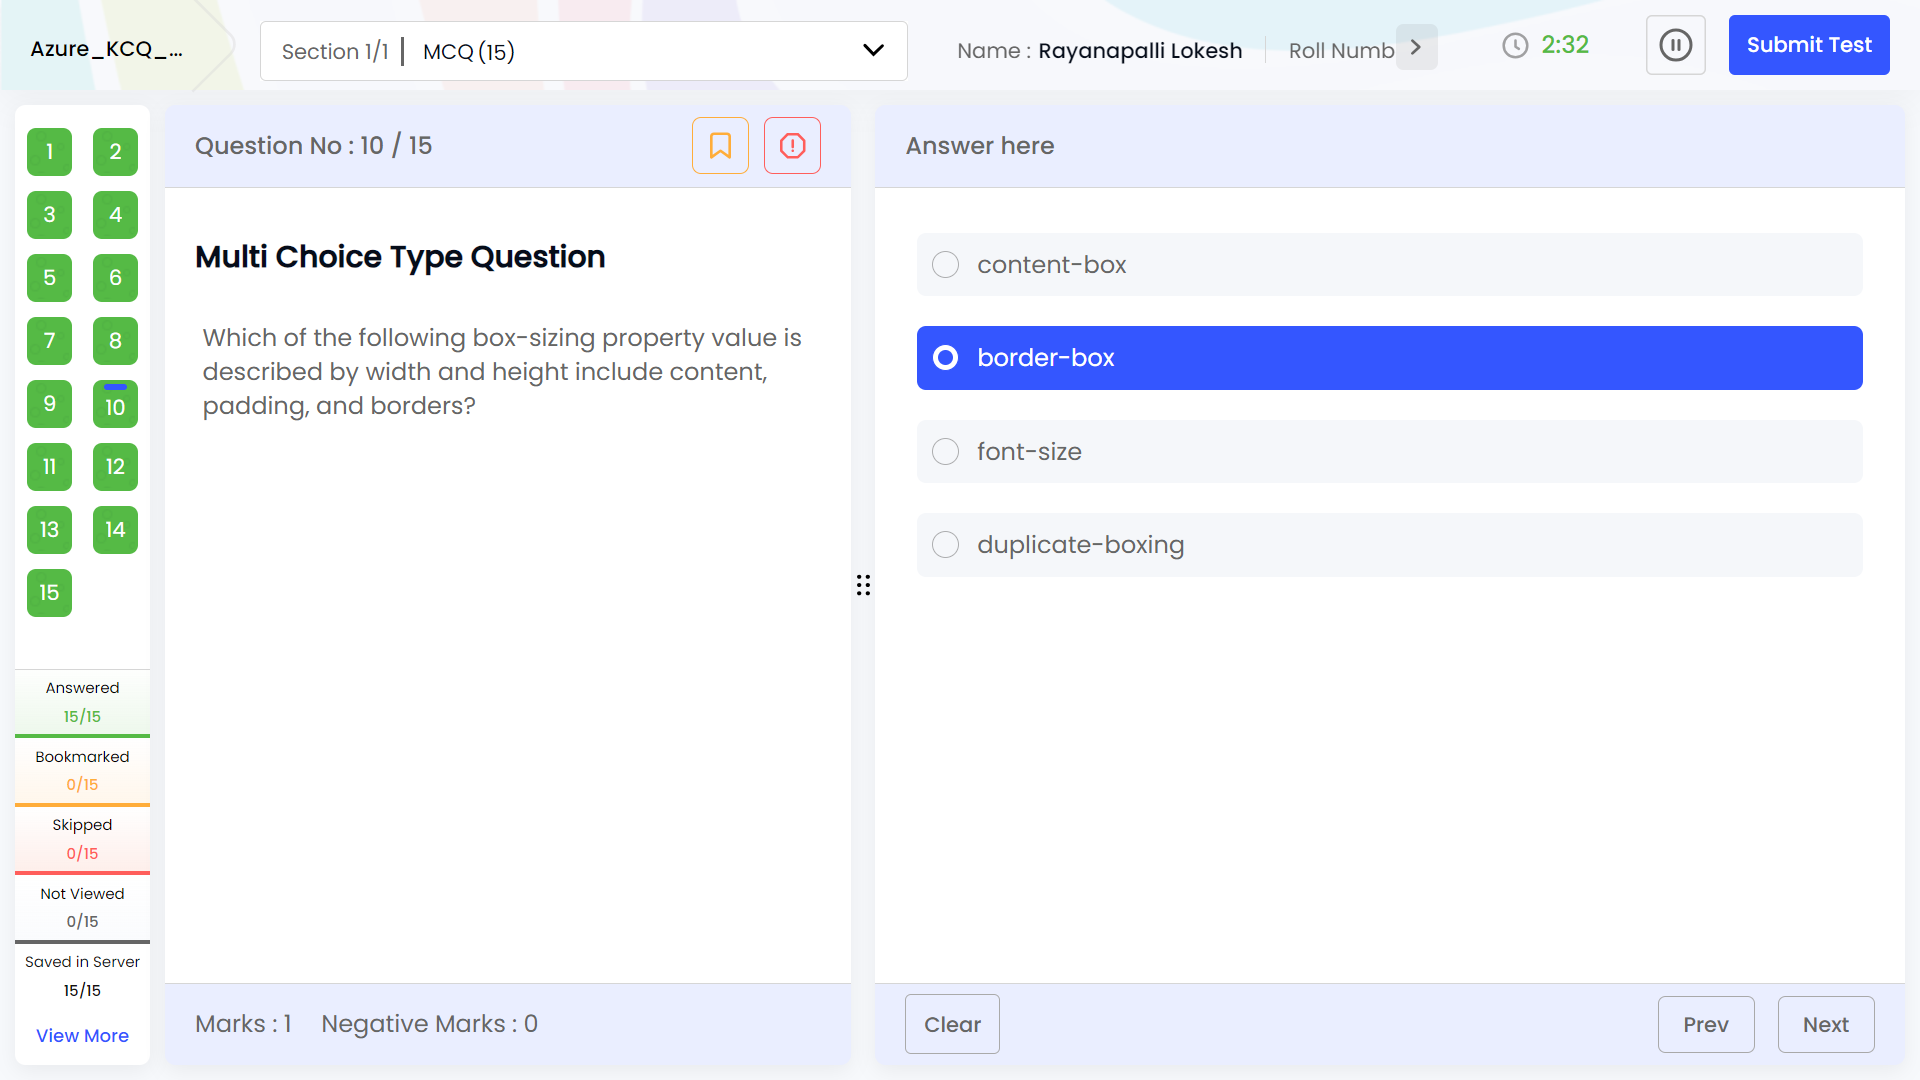 Azure_KCQ_...
Section 1/1 | MCQ (15)
Name : Rayanapalli Lokesh
Roll Numb
2:32
Submit Test
1 2
3 4
5 6
7 8
9 10
11 12
13 14
15
Answered
15/15
Bookmarked
0/15
Skipped
0/15
Not Viewed
0/15
Saved in Server
15/15
View More
Question No : 10 / 15
Multi Choice Type Question
Which of the following box-sizing property value is
described by width and height include content,
padding, and borders?
Marks : 1 Negative Marks : 0
Answer here
content-box
border-box
font-size
duplicate-boxing
Clear
Prev
Next